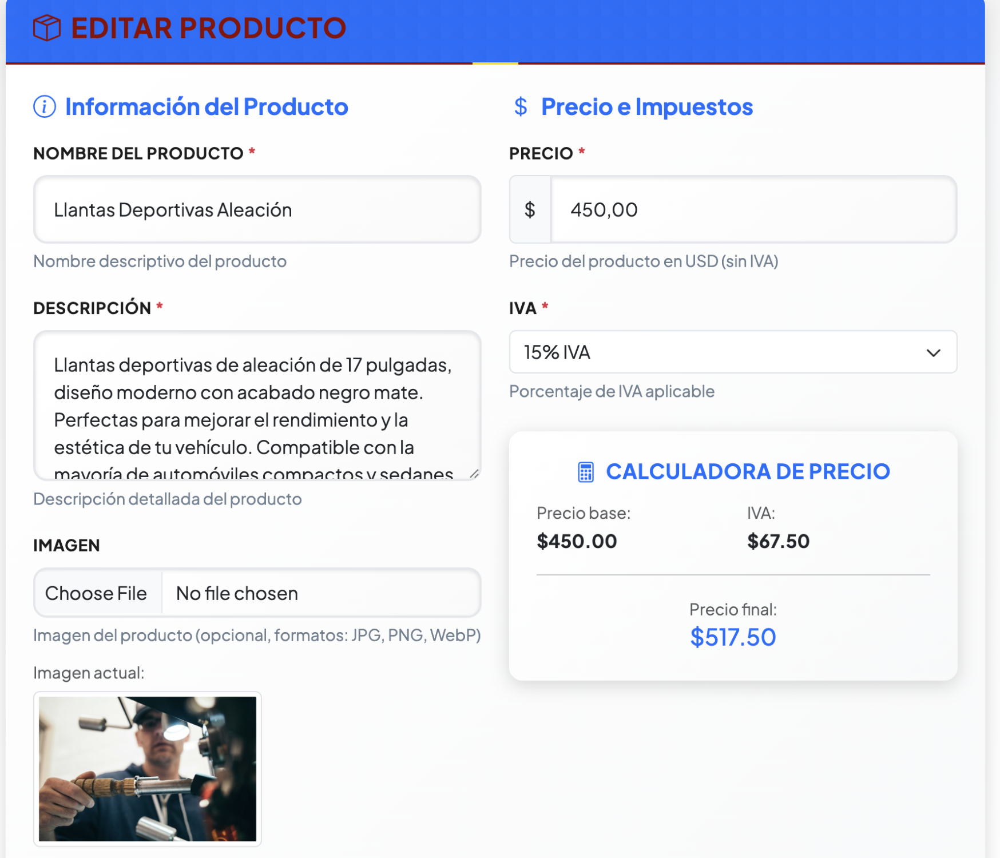 EDITAR PRODUCTO
Información del Producto
NOMBRE DEL PRODUCTO *
Llantas Deportivas Aleación
Nombre descriptivo del producto
DESCRIPCIÓN *
Llantas deportivas de aleación de 17 pulgadas,
diseño moderno con acabado negro mate.
Perfectas para mejorar el rendimiento y la
estética de tu vehículo. Compatible con la
mayoría de automóviles compactos y sedanes
Descripción detallada del producto
IMAGEN
Choose File No file chosen
Imagen del producto (opcional, formatos: JPG, PNG, WebP)
Imagen actual:
$ Precio e Impuestos
PRECIO *
$ 450,00
Precio del producto en USD (sin IVA)
IVA *
15% IVA
Porcentaje de IVA aplicable
CALCULADORA DE PRECIO
Precio base:
$450.00
IVA:
$67.50
Precio final:
$517.50